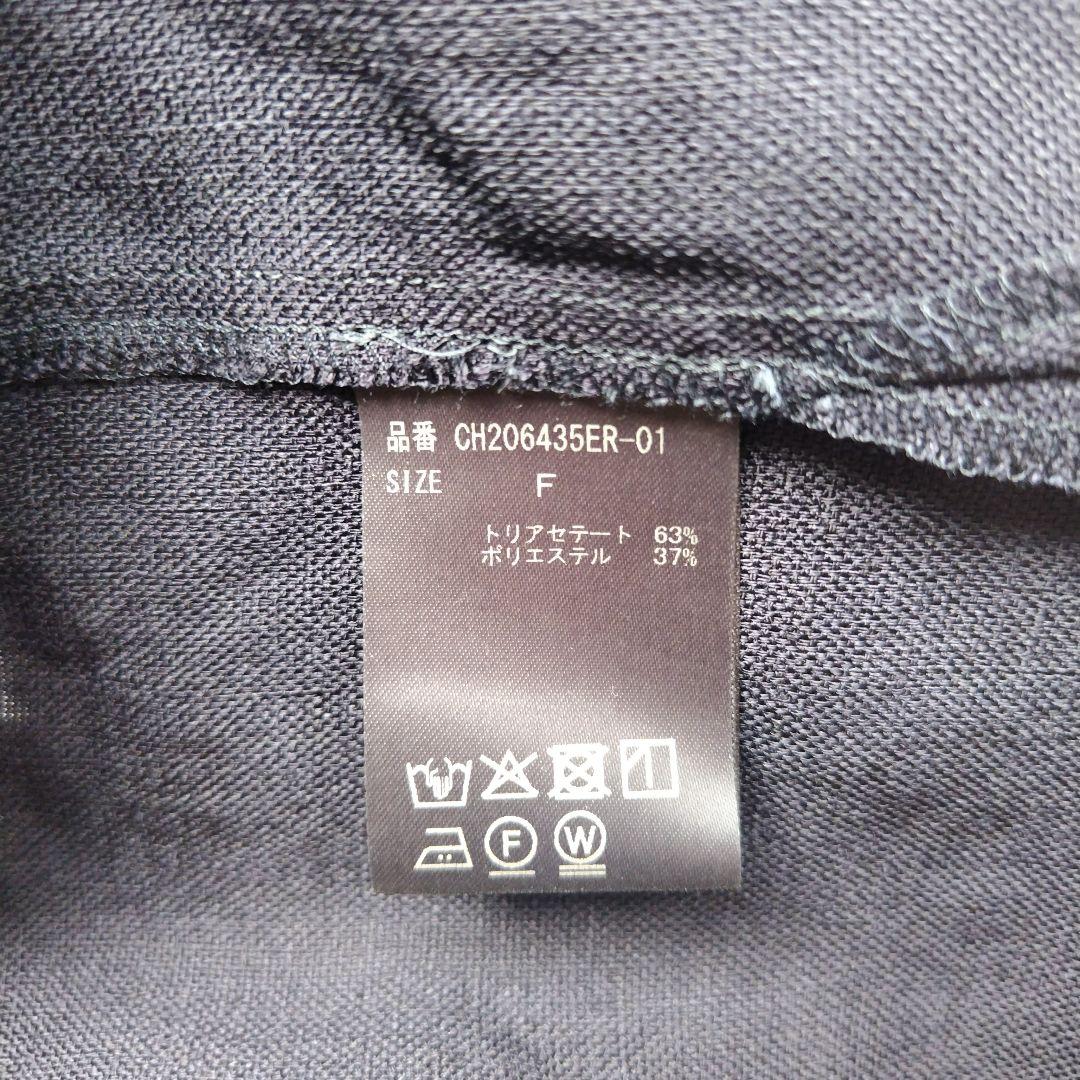 品番 CH206435ER-01
SIZE F
トリアセテート 63%
ポリエステル 37%
F W